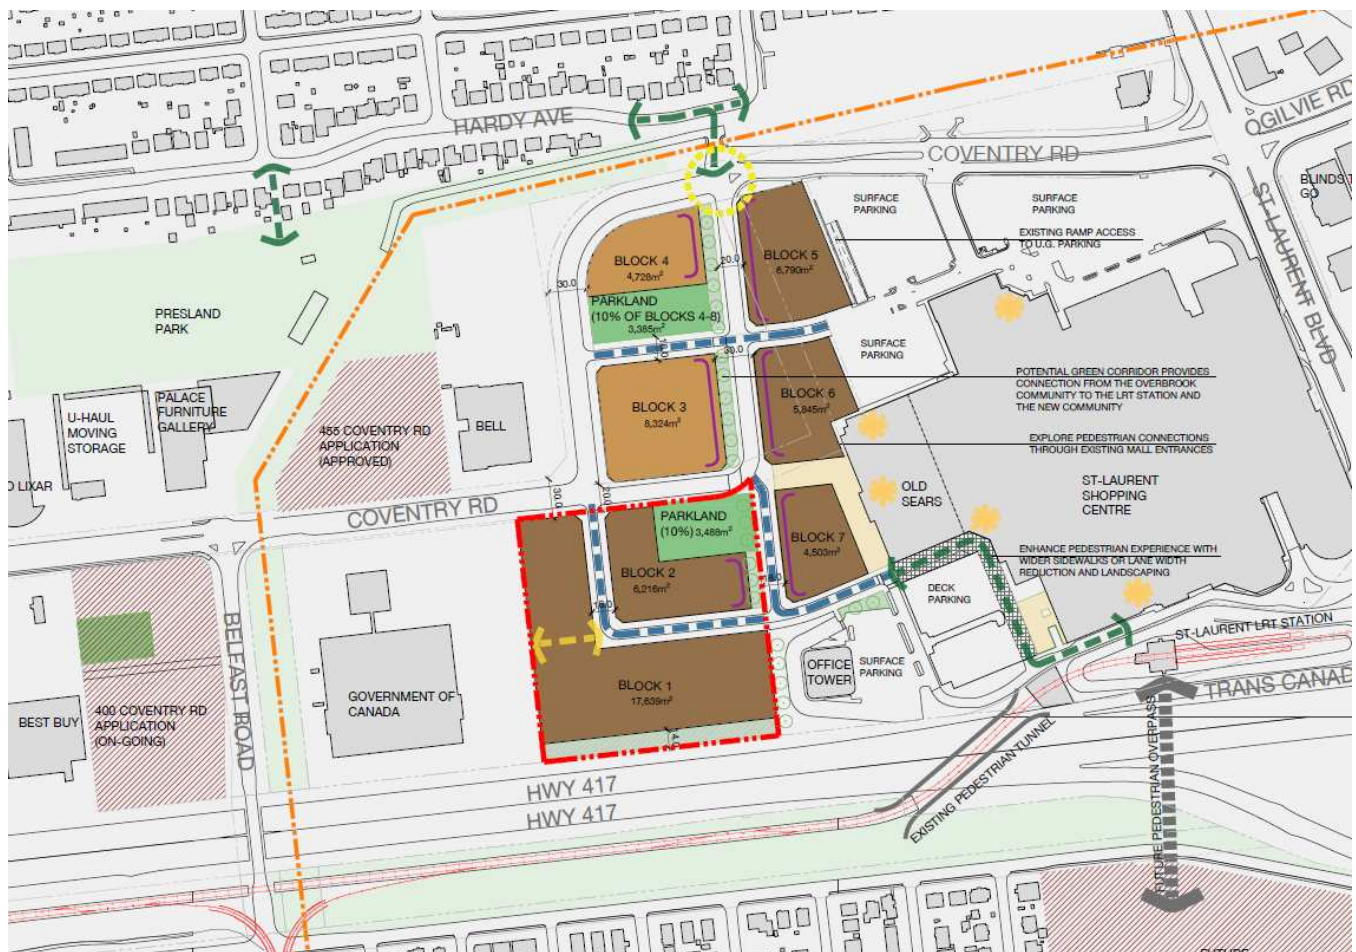 HARDY AVE
COVENTRY RD
OGILVIE RD
ST-LAURENT BLVD
BLINDS T
GO
SURFACE
PARKING
SURFACE
PARKING
EXISTING RAMP ACCESS
TO U.G. PARKING
BLOCK 4
4,728m²
BLOCK 5
6,790m²
20.0
30.0
PARKLAND
(10% OF BLOCKS 4-8)
3,385m²
PRESLAND
PARK
SURFACE
PARKING
30.0
POTENTIAL GREEN CORRIDOR PROVIDES
CONNECTION FROM THE OVERBROOK
COMMUNITY TO THE LRT STATION AND
THE NEW COMMUNITY
BLOCK 3
8,324m²
BLOCK 6
5,845m²
U-HAUL
MOVING
STORAGE
PALACE
FURNITURE
GALLERY
455 COVENTRY RD
APPLICATION
(APPROVED)
BELL
EXPLORE PEDESTRIAN CONNECTIONS
THROUGH EXISTING MALL ENTRANCES
O LIXAR
OLD
SEARS
ST-LAURENT
SHOPPING
CENTRE
COVENTRY RD
30.0
20.0
PARKLAND
(10%) 3,488m²
BLOCK 7
4,503m²
BLOCK 2
6,216m²
ENHANCE PEDESTRIAN EXPERIENCE WITH
WIDER SIDEWALKS OR LANE WIDTH
REDUCTION AND LANDSCAPING
DECK
PARKING
BELFAST ROAD
ST-LAURENT LRT STATION
OFFICE
TOWER
SURFACE
PARKING
TRANS CANAD
BLOCK 1
17,639m²
GOVERNMENT OF
CANADA
400 COVENTRY RD
APPLICATION
(ON-GOING)
BEST BUY
HWY 417
HWY 417
EXISTING PEDESTRIAN TUNNEL
FUTURE PEDESTRIAN OVERPASS
FUTURE